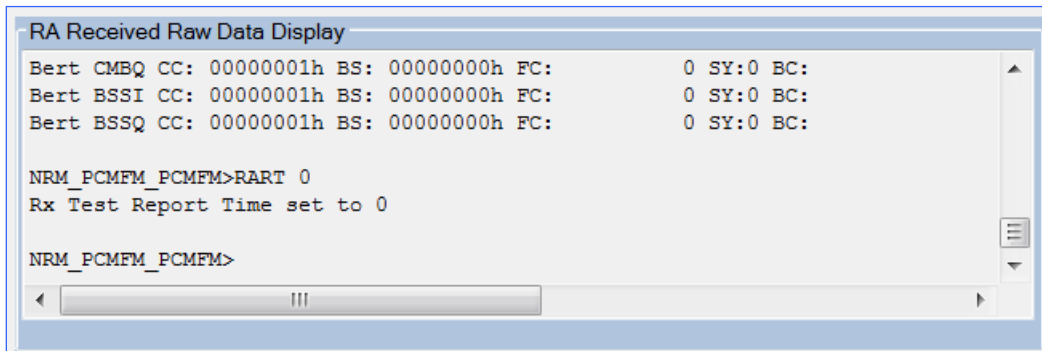 RA Received Raw Data Display
Bert CMBQ CC: 00000001h BS: 00000000h FC:          0 SY:0 BC:
Bert BSSI CC: 00000001h BS: 00000000h FC:          0 SY:0 BC:
Bert BSSQ CC: 00000001h BS: 00000000h FC:          0 SY:0 BC:
NRM_PCMFM_PCMFM>RART 0
Rx Test Report Time set to 0
NRM_PCMFM_PCMFM>